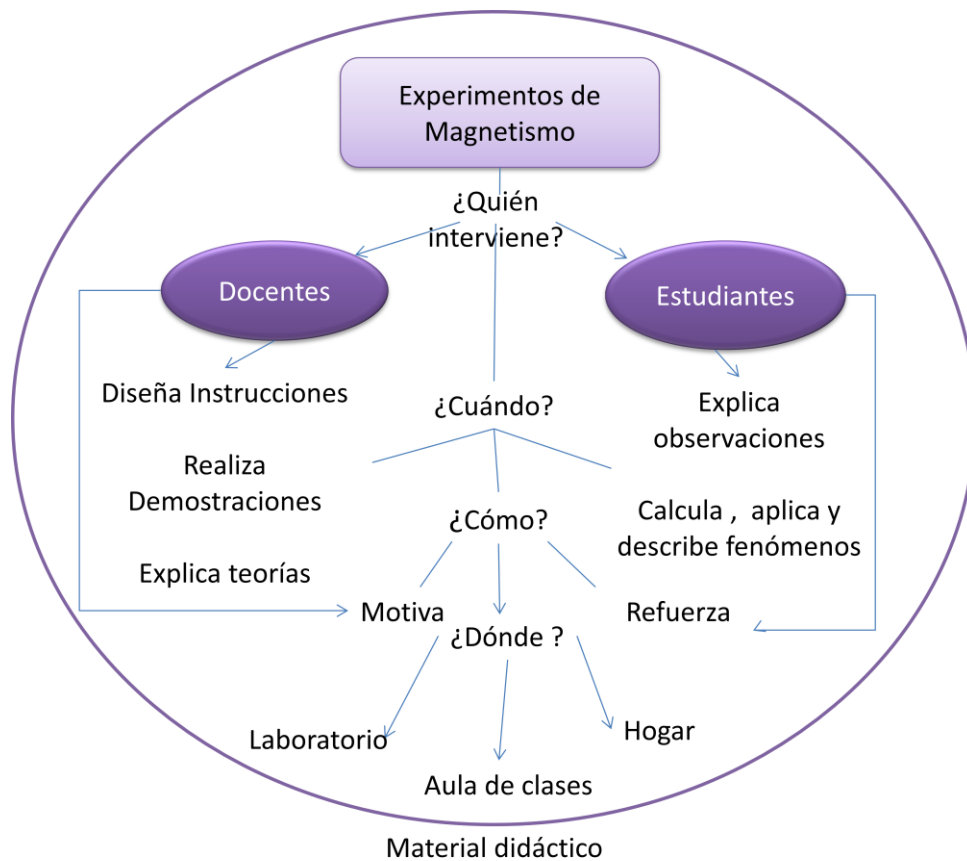 Experimentos de
Magnetismo
¿Quién
interviene?
Docentes
Estudiantes
Diseña Instrucciones
¿Cuándo?
Explica
observaciones
Realiza
Demostraciones
¿Cómo?
Calcula , aplica y
describe fenómenos
Explica teorías
Motiva
Refuerza
¿Dónde ?
Laboratorio
Hogar
Aula de clases
Material didáctico